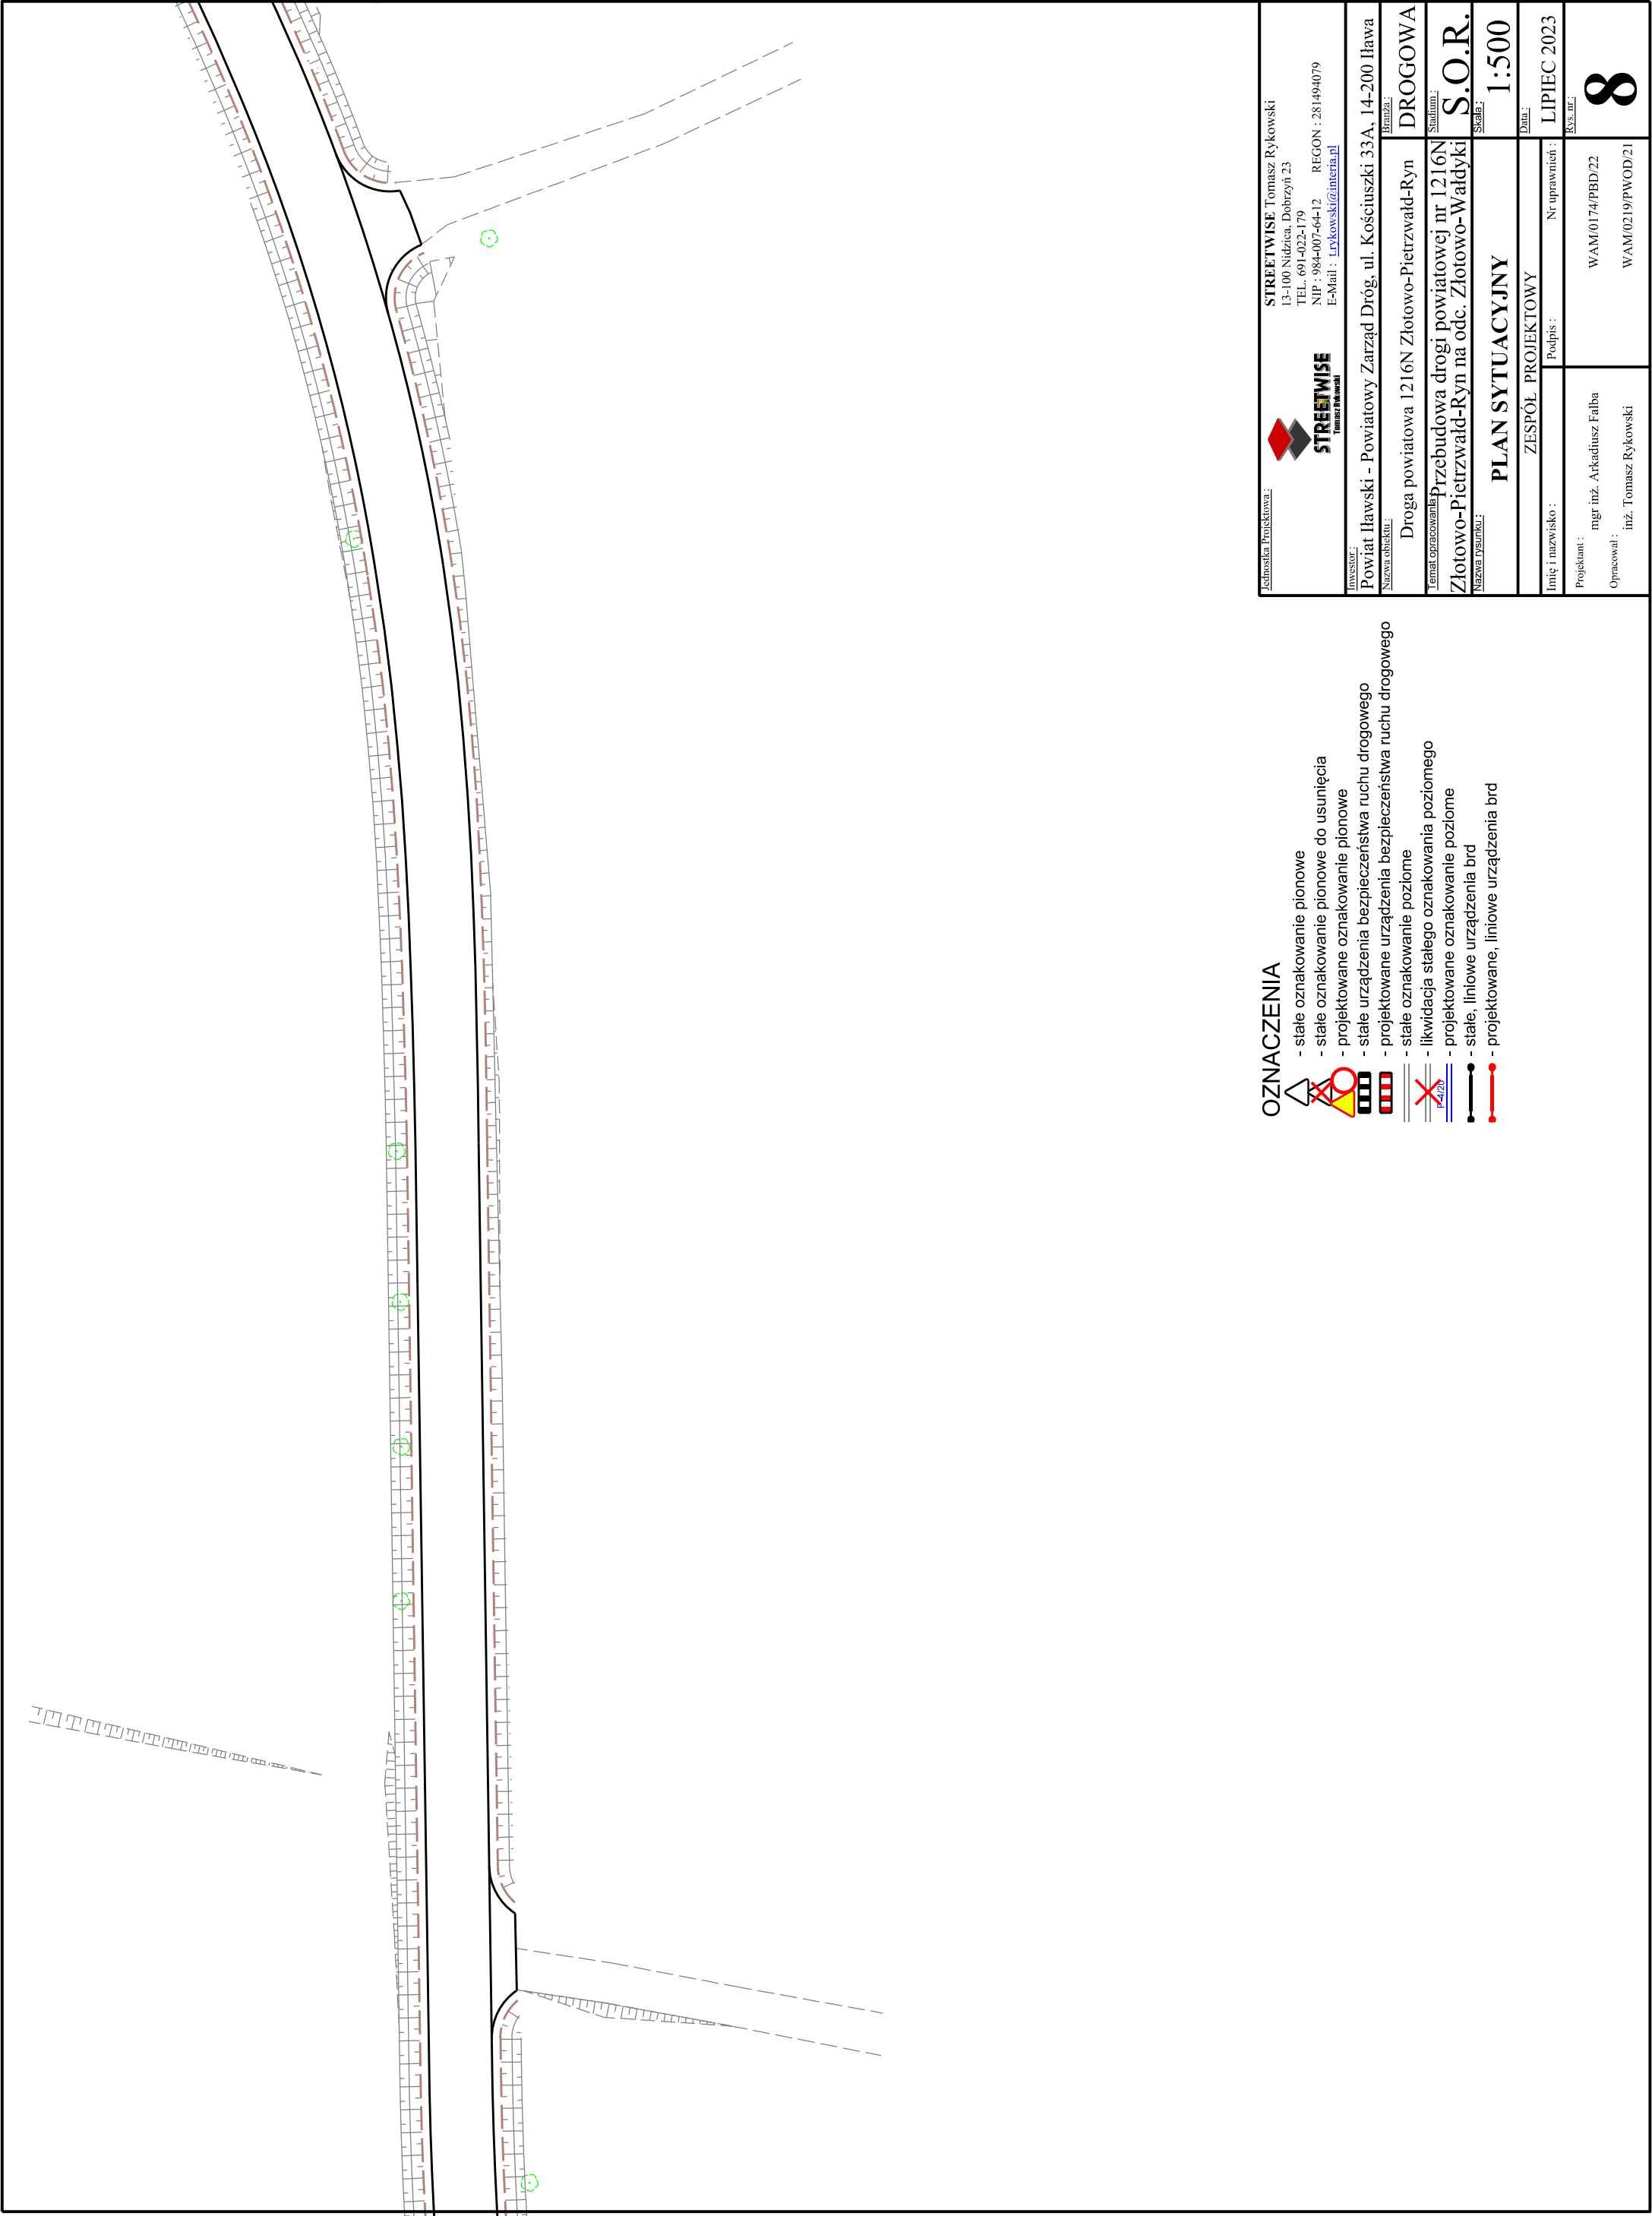 OZNACZENIA
- stałe oznakowanie pionowe
- stałe oznakowanie pionowe do usunięcia
- projektowane oznakowanie pionowe
- stałe urządzenia bezpieczeństwa ruchu drogowego
- projektowane urządzenia bezpieczeństwa ruchu drogowego
- stałe oznakowanie poziome
- likwidacja stałego oznakowania poziomego
P-4/20
- projektowane oznakowanie poziome
- stałe, liniowe urządzenia brd
- projektowane, liniowe urządzenia brd
Jednostka Projektowa :
STREETWISE
Tomasz Rykowski
STREETWISE Tomasz Rykowski
13-100 Nidzica, Dobrzyń 23
TEL. 691-022-179
NIP : 984-007-64-12 REGON : 281494079
E-Mail : t.rykowski@interia.pl
Inwestor :
Powiat Iławski - Powiatowy Zarząd Dróg, ul. Kościuszki 33A, 14-200 Iława
Nazwa obiektu :
Droga powiatowa 1216N Złotowo-Pietrzwałd-Ryn
Branża :
DROGOWA
Temat opracowania :
Przebudowa drogi powiatowej nr 1216N
Złotowo-Pietrzwałd-Ryn na odc. Złotowo-Wałdyki
Stadium :
S.O.R.
Nazwa rysunku :
PLAN SYTUACYJNY
Skala :
1:500
ZESPÓŁ PROJEKTOWY
Data :
LIPIEC 2023
Imię i nazwisko : Podpis : Nr uprawnień :
Rys. nr :
8
Projektant :
mgr inż. Arkadiusz Falba WAM/0174/PBD/22
Opracował :
inż. Tomasz Rykowski WAM/0219/PWOD/21